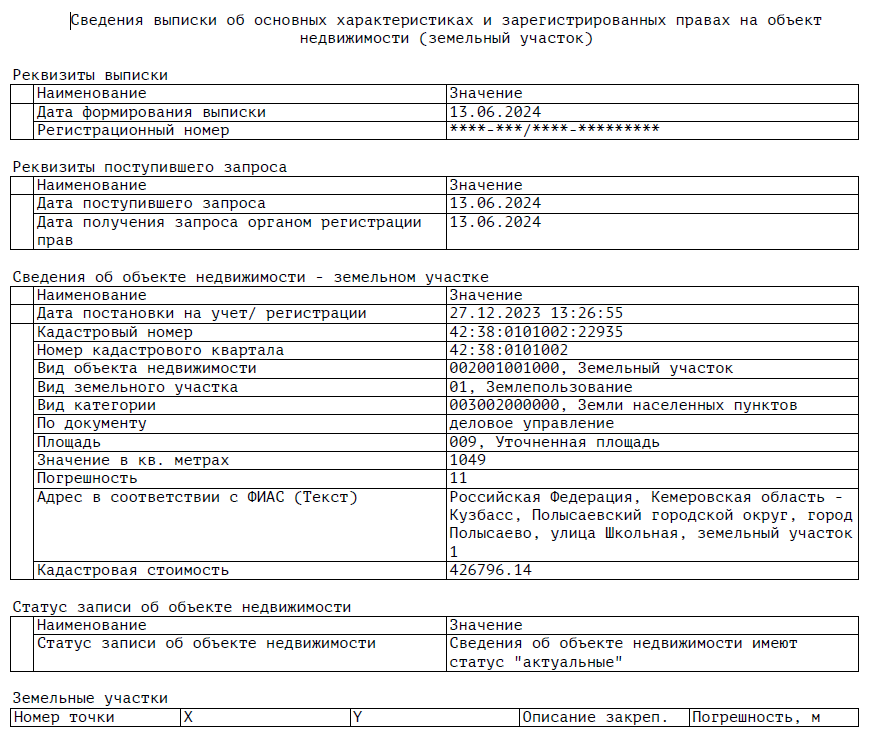 Сведения выписки об основных характеристиках и зарегистрированных правах на объект
недвижимости (земельный участок)
Реквизиты выписки
Наименование Значение
Дата формирования выписки 13.06.2024
Регистрационный номер ****-***/****-*********
Реквизиты поступившего запроса
Наименование Значение
Дата поступившего запроса 13.06.2024
Дата получения запроса органом регистрации 13.06.2024
прав
Сведения об объекте недвижимости - земельном участке
Наименование Значение
Дата постановки на учет/ регистрации 27.12.2023 13:26:55
Кадастровый номер 42:38:0101002:22935
Номер кадастрового квартала 42:38:0101002
Вид объекта недвижимости 002001001000, Земельный участок
Вид земельного участка 01, Землепользование
Вид категории 003002000000, Земли населенных пунктов
По документу деловое управление
Площадь 009, Уточненная площадь
Значение в кв. метрах 1049
Погрешность 11
Адрес в соответствии с ФИАС (Текст) Российская Федерация, Кемеровская область -
Кузбасс, Полысаевский городской округ, город
Полысаево, улица Школьная, земельный участок
1
Кадастровая стоимость 426796.14
Статус записи об объекте недвижимости
Наименование Значение
Статус записи об объекте недвижимости Сведения об объекте недвижимости имеют
статус "актуальные"
Земельные участки
Номер точки X Y Описание закреп. Погрешность, м